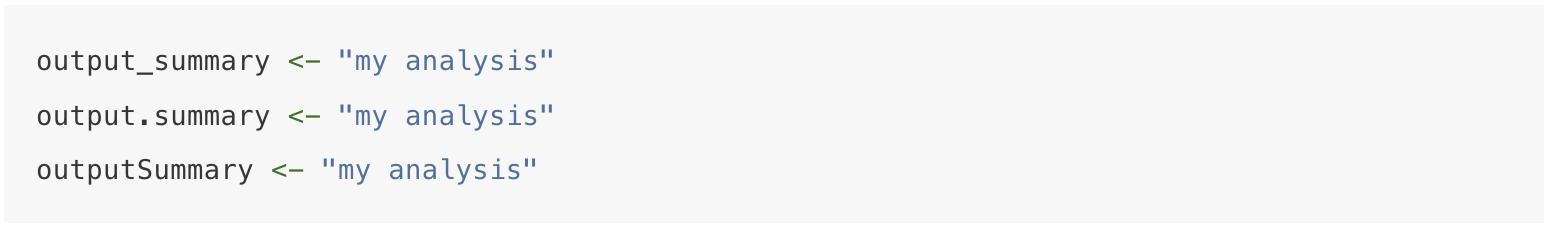 output_summary <- "my analysis"
output.summary <- "my analysis"
outputSummary <- "my analysis"